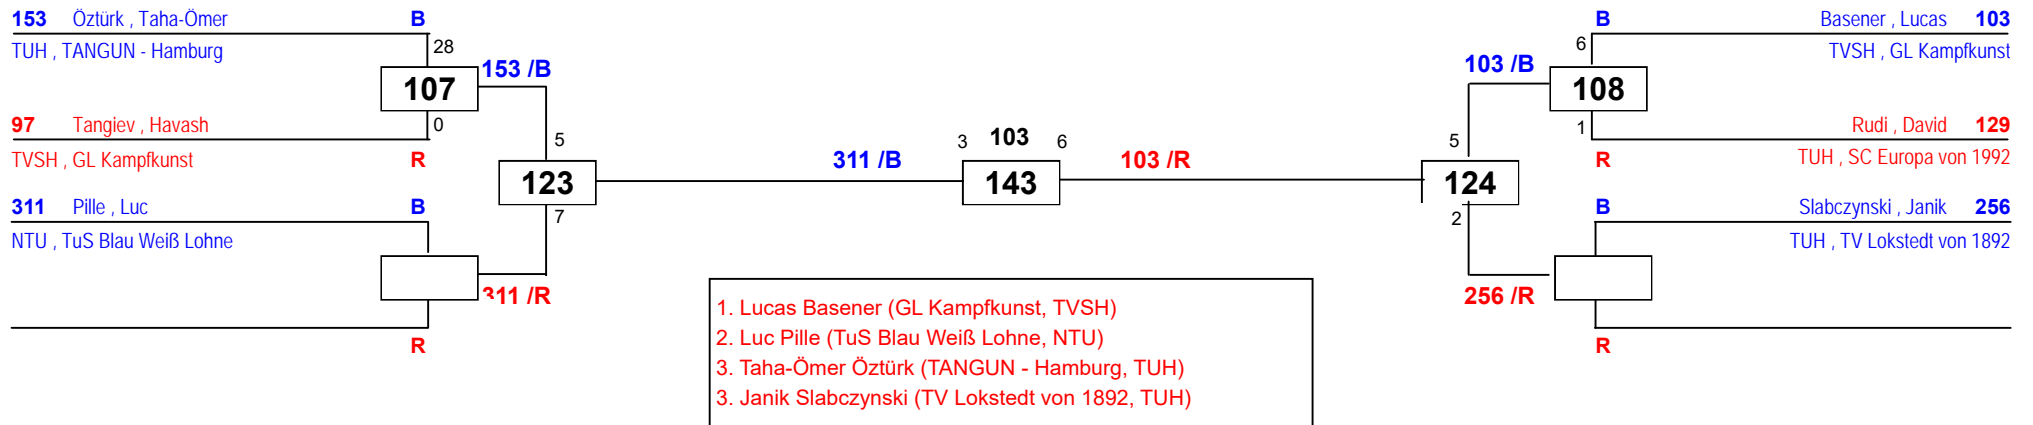 153 Öztürk , Taha-Ömer B
TUH , TANGUN - Hamburg
28
107
153 /B
0
97 Tangiev , Havash
TVSH , GL Kampfkunst R
5
123
7
311 Pille , Luc B
NTU , TuS Blau Weiß Lohne
311 /R
R
311 /B
3 103 6
143
103 /R
B Basener , Lucas 103
TVSH , GL Kampfkunst
6
103 /B
108
1
Rudi , David 129
R TUH , SC Europa von 1992
5
124
2
B Slabczynski , Janik 256
TUH , TV Lokstedt von 1892
256 /R
R
1. Lucas Basener (GL Kampfkunst, TVSH)
2. Luc Pille (TuS Blau Weiß Lohne, NTU)
3. Taha-Ömer Öztürk (TANGUN - Hamburg, TUH)
3. Janik Slabczynski (TV Lokstedt von 1892, TUH)